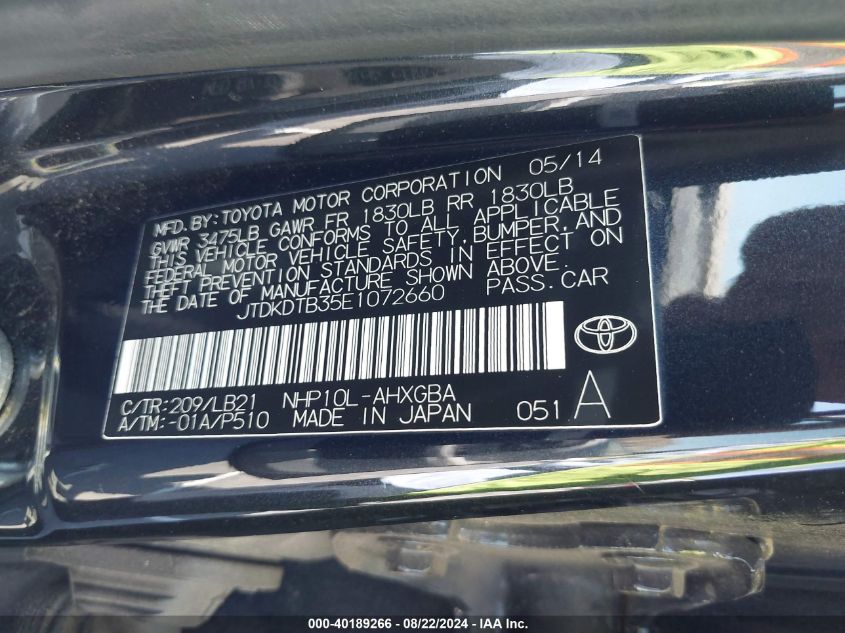 MFD. BY: TOYOTA MOTOR CORPORATION 05/14
GVWR 3475LB GAWR FR 1830LB RR 1830LB
THIS VEHICLE CONFORMS TO ALL APPLICABLE
FEDERAL MOTOR VEHICLE SAFETY, BUMPER, AND
THEFT PREVENTION STANDARDS IN EFFECT ON
THE DATE OF MANUFACTURE SHOWN ABOVE.
JTDKDTB35E1072660 PASS. CAR
C/TR: 209/LB21 NHP10L-AHXGBA
A/TM: -01A/P510 MADE IN JAPAN 051 A
000-40189266 - 08/22/2024 - IAA Inc.